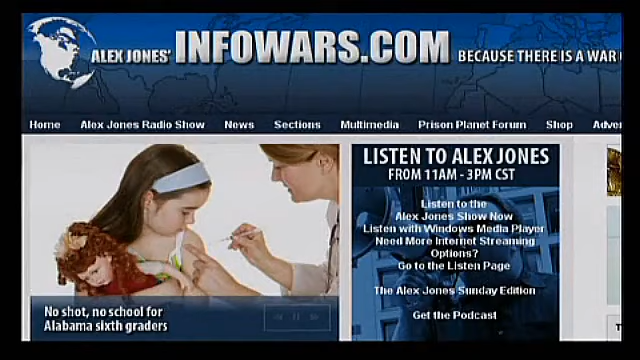 ALEX JONES' INFOWARS.COM BECAUSE THERE IS A WAR
Home Alex Jones Radio Show News Sections Multimedia Prison Planet Forum Shop Adver
LISTEN TO ALEX JONES
FROM 11AM - 3PM CST
Listen to the
Alex Jones Show Now
Listen with Windows Media Player
Need More Internet Streaming
Options?
Go to the Listen Page
The Alex Jones Sunday Edition
Get the Podcast
No shot, no school for
Alabama sixth graders